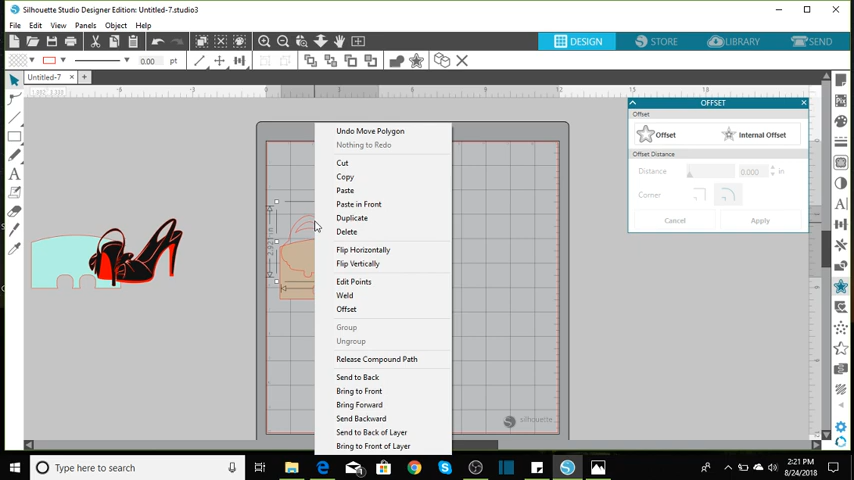 Silhouette Studio Designer Edition: Untitled-7.studio3
File Edit View Panels Object Help
DESIGN STORE LIBRARY SEND
0.00 pt
Untitled-7
OFFSET
Offset
Offset Internal Offset
Offset Distance
Distance 0.000 in
Corner
Cancel Apply
Undo Move Polygon
Nothing to Redo
Cut
Copy
Paste
Paste in Front
Duplicate
Delete
Flip Horizontally
Flip Vertically
Edit Points
Weld
Offset
Group
Ungroup
Release Compound Path
Send to Back
Bring to Front
Bring Forward
Send Backward
Send to Back of Layer
Bring to Front of Layer
silhouette
Type here to search
2:21 PM
8/24/2018